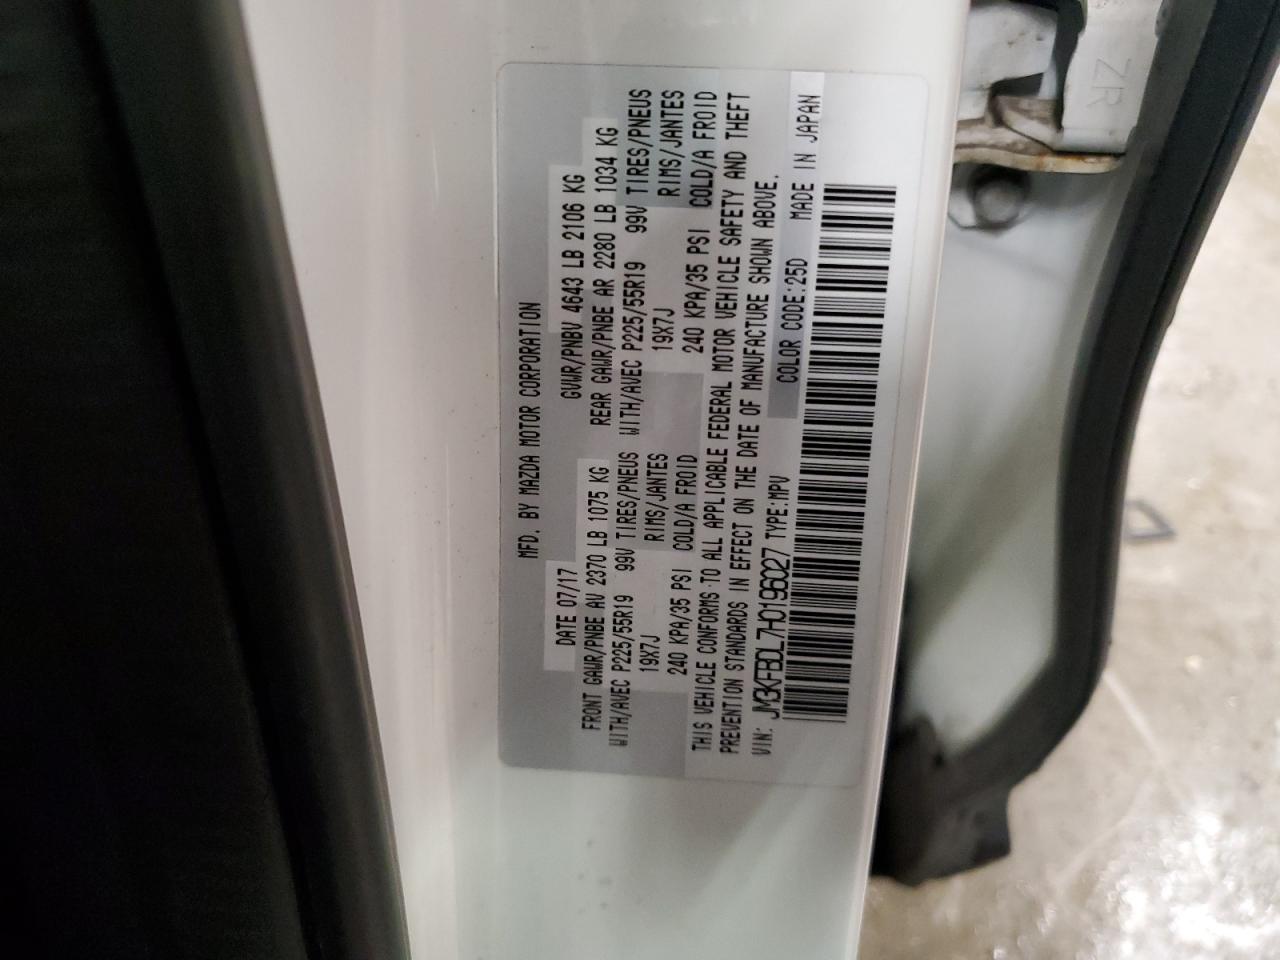 MFD. BY MAZDA MOTOR CORPORATION
DATE 07/17 GVWR/PNBV 4643 LB 2106 KG
FRONT GAWR/PNBE AV 2370 LB 1075 KG REAR GAWR/PNBE AR 2280 LB 1034 KG
WITH/AVEC P225/55R19 99V TIRES/PNEUS WITH/AVEC P225/55R19 99V TIRES/PNEUS
19X7J RIMS/JANTES 19X7J RIMS/JANTES
240 KPA/35 PSI COLD/A FROID 240 KPA/35 PSI COLD/A FROID
THIS VEHICLE CONFORMS TO ALL APPLICABLE FEDERAL MOTOR VEHICLE SAFETY AND THEFT
PREVENTION STANDARDS IN EFFECT ON THE DATE OF MANUFACTURE SHOWN ABOVE.
VIN: JM3KFBDL7H0196027 TYPE:MPV COLOR CODE:25D MADE IN JAPAN
ZR